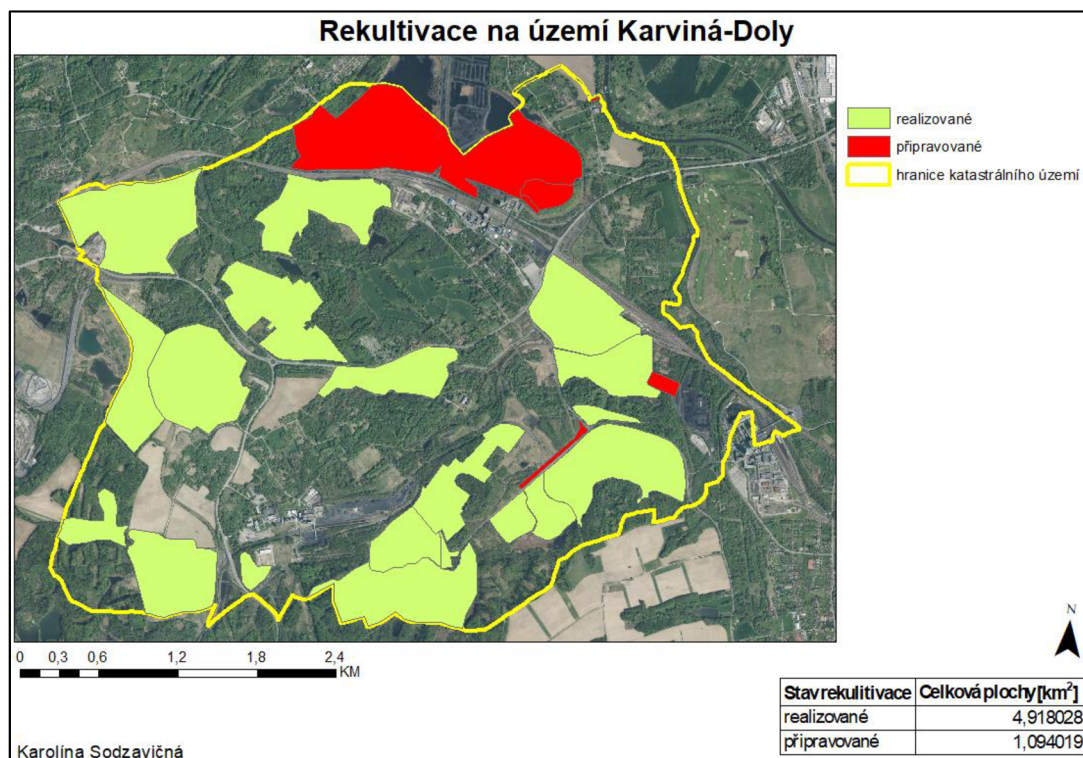 Rekultivace na území Karviná-Doly
realizované
připravované
hranice katastrálního území
0 0,3 0,6 1,2 1,8 2,4
KM
N
Stav rekulitivace Celková plochy [km²]
realizované 4,918028
připravované 1,094019
Karolína Sodzavičná